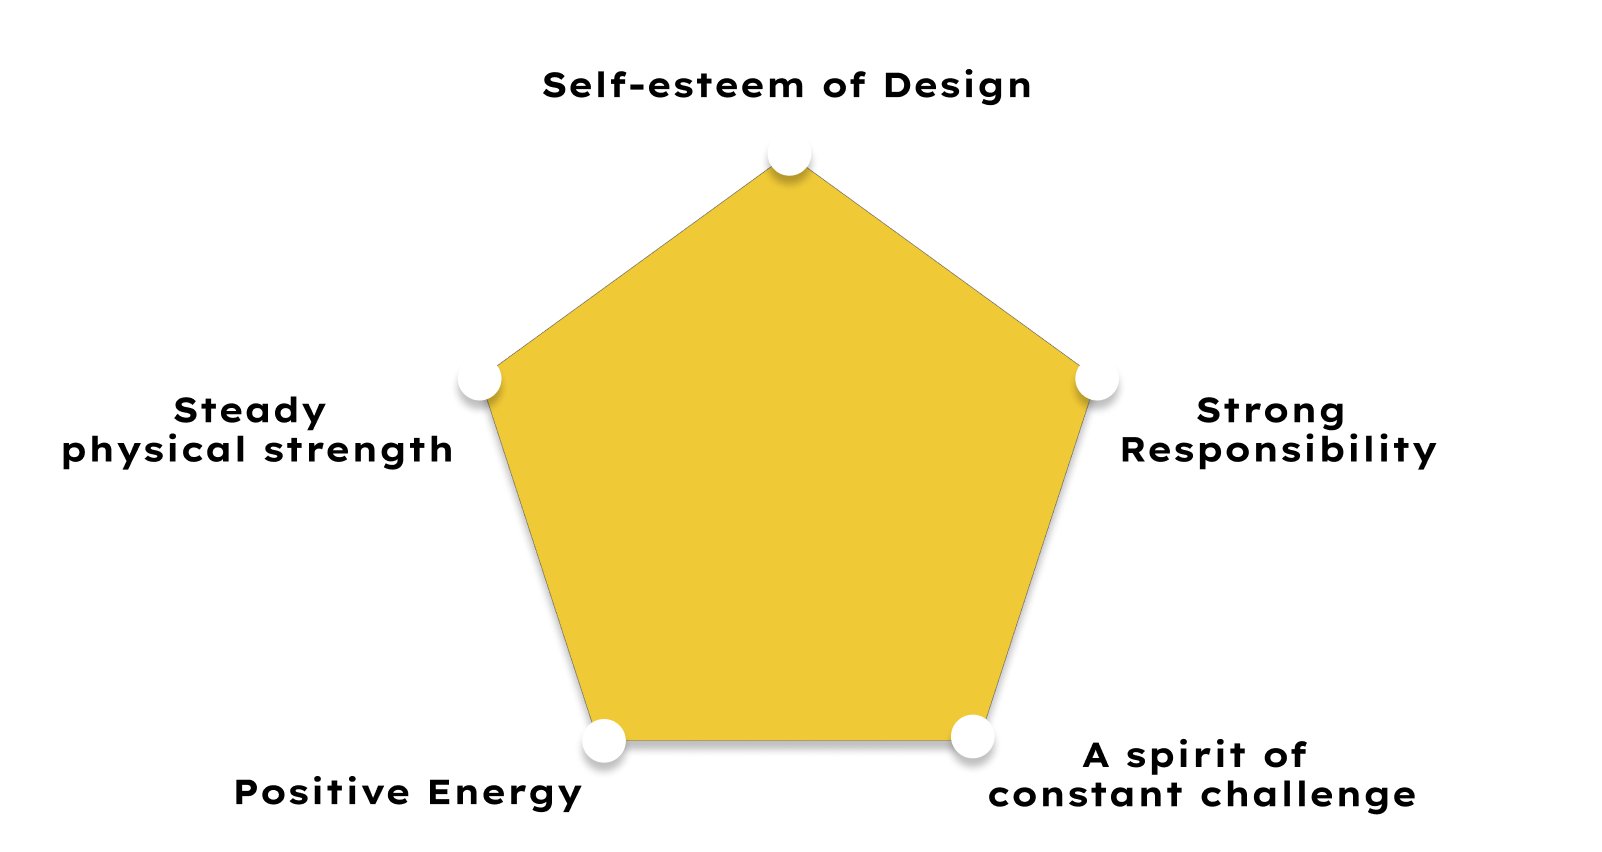 Self-esteem of Design
Steady
physical strength
Strong
Responsibility
Positive Energy
A spirit of
constant challenge